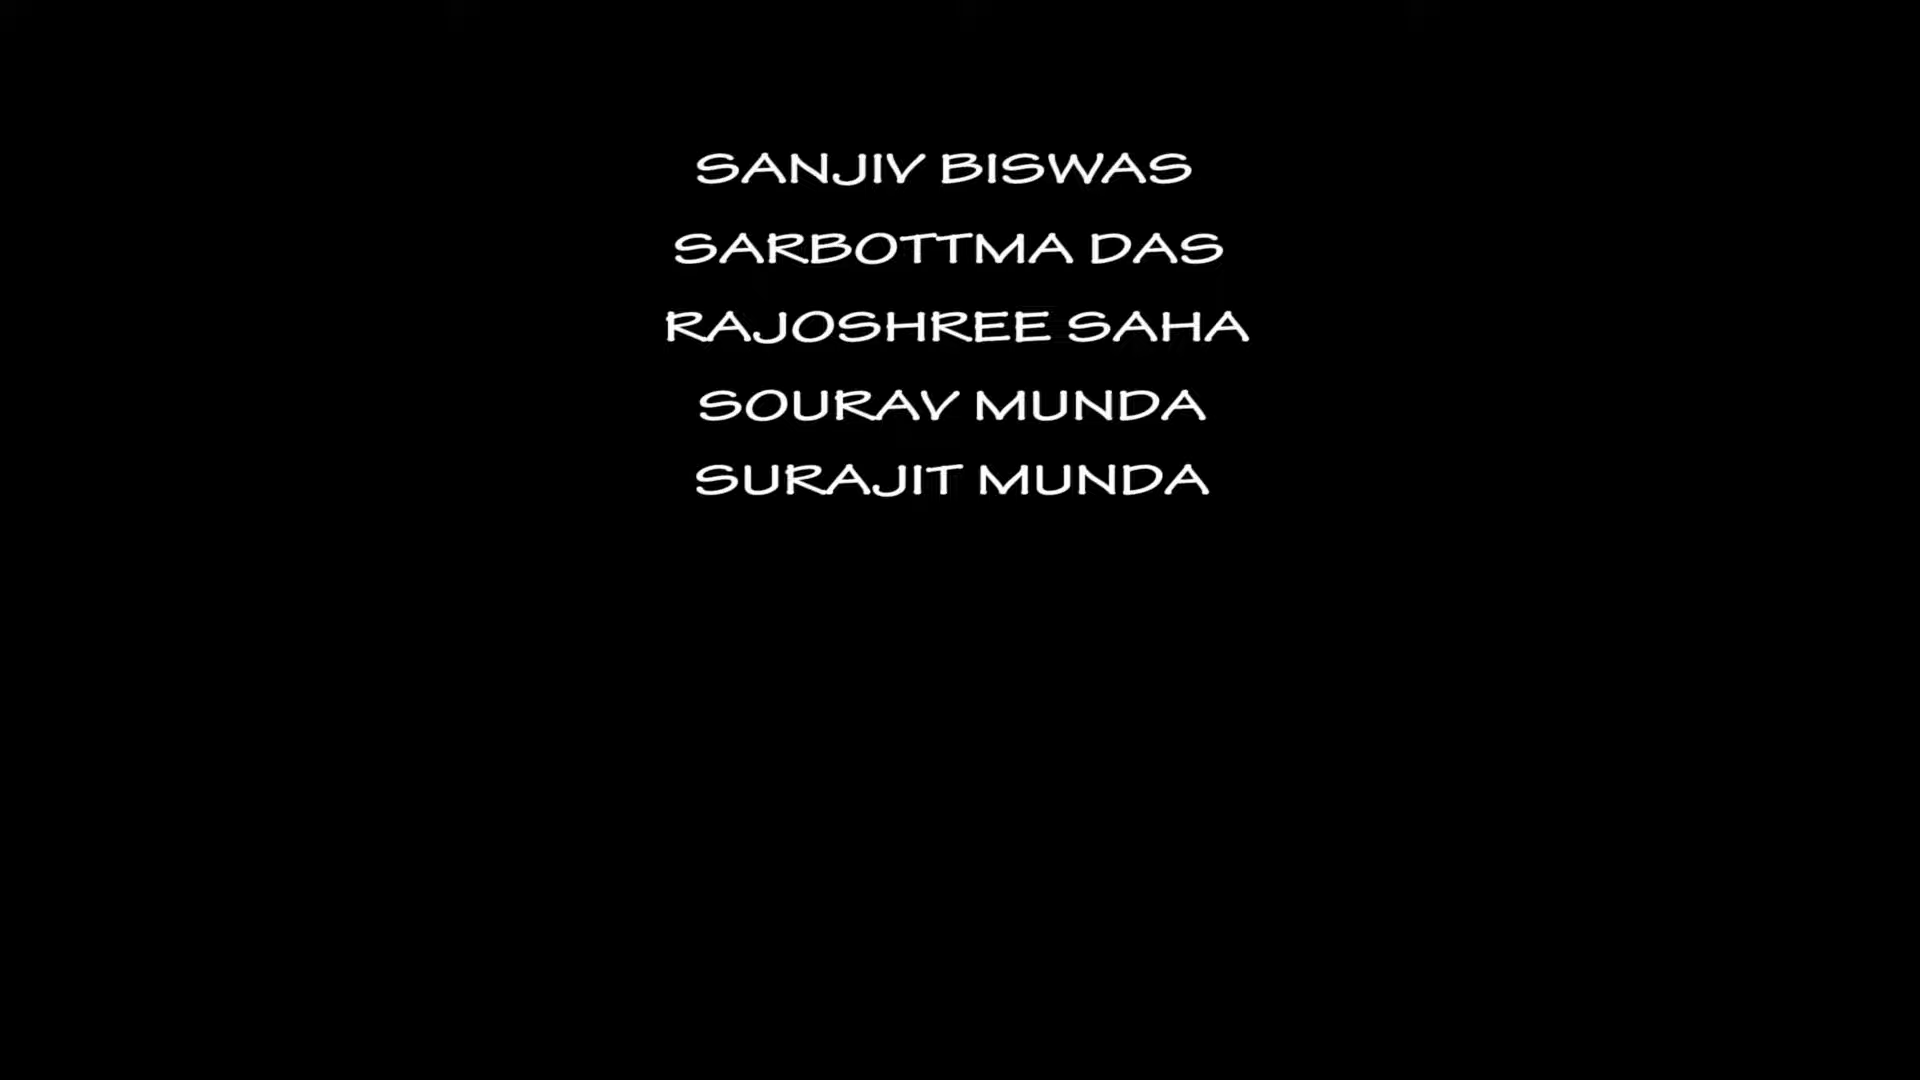 SANJIV BISWAS
SARBOTTMA DAS
RAJOSHREE SAHA
SOURAV MUNDA
SURAJIT MUNDA